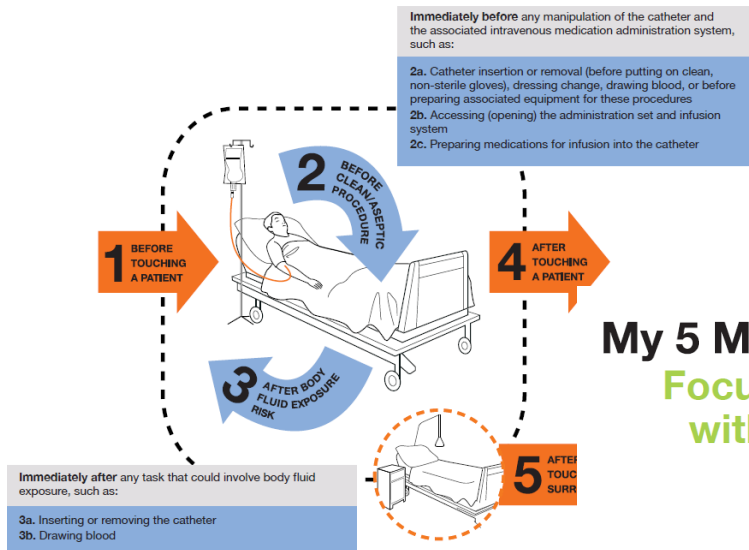 Immediately before any manipulation of the catheter and
the associated intravenous medication administration system,
such as:
2a. Catheter insertion or removal (before putting on clean,
non-sterile gloves), dressing change, drawing blood, or before
preparing associated equipment for these procedures
2b. Accessing (opening) the administration set and infusion
system
2c. Preparing medications for infusion into the catheter
2
BEFORE
CLEAN/ASEPTIC
PROCEDURE
1
BEFORE
TOUCHING
A PATIENT
4
AFTER
TOUCHING
A PATIENT
My 5 M
Focu
with
3
AFTER BODY
FLUID EXPOSURE
RISK
5
AFTER
TOUC
SURR
Immediately after any task that could involve body fluid
exposure, such as:
3a. Inserting or removing the catheter
3b. Drawing blood